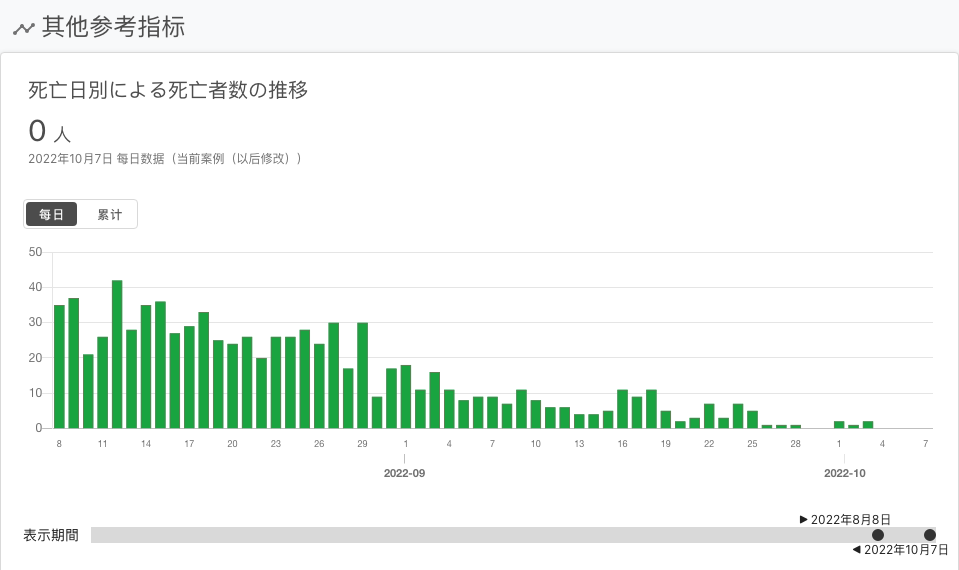 其他参考指标
死亡日別による死亡者数の推移
0 人
2022年10月7日 每日数据（当前案例（以后修改））
每日 累计
50
40
30
20
10
0
8 11 14 17 20 23 26 29 1 4 7 10 13 16 19 22 25 28 1 4 7
2022-09 2022-10
▶ 2022年8月8日
表示期間
◀ 2022年10月7日